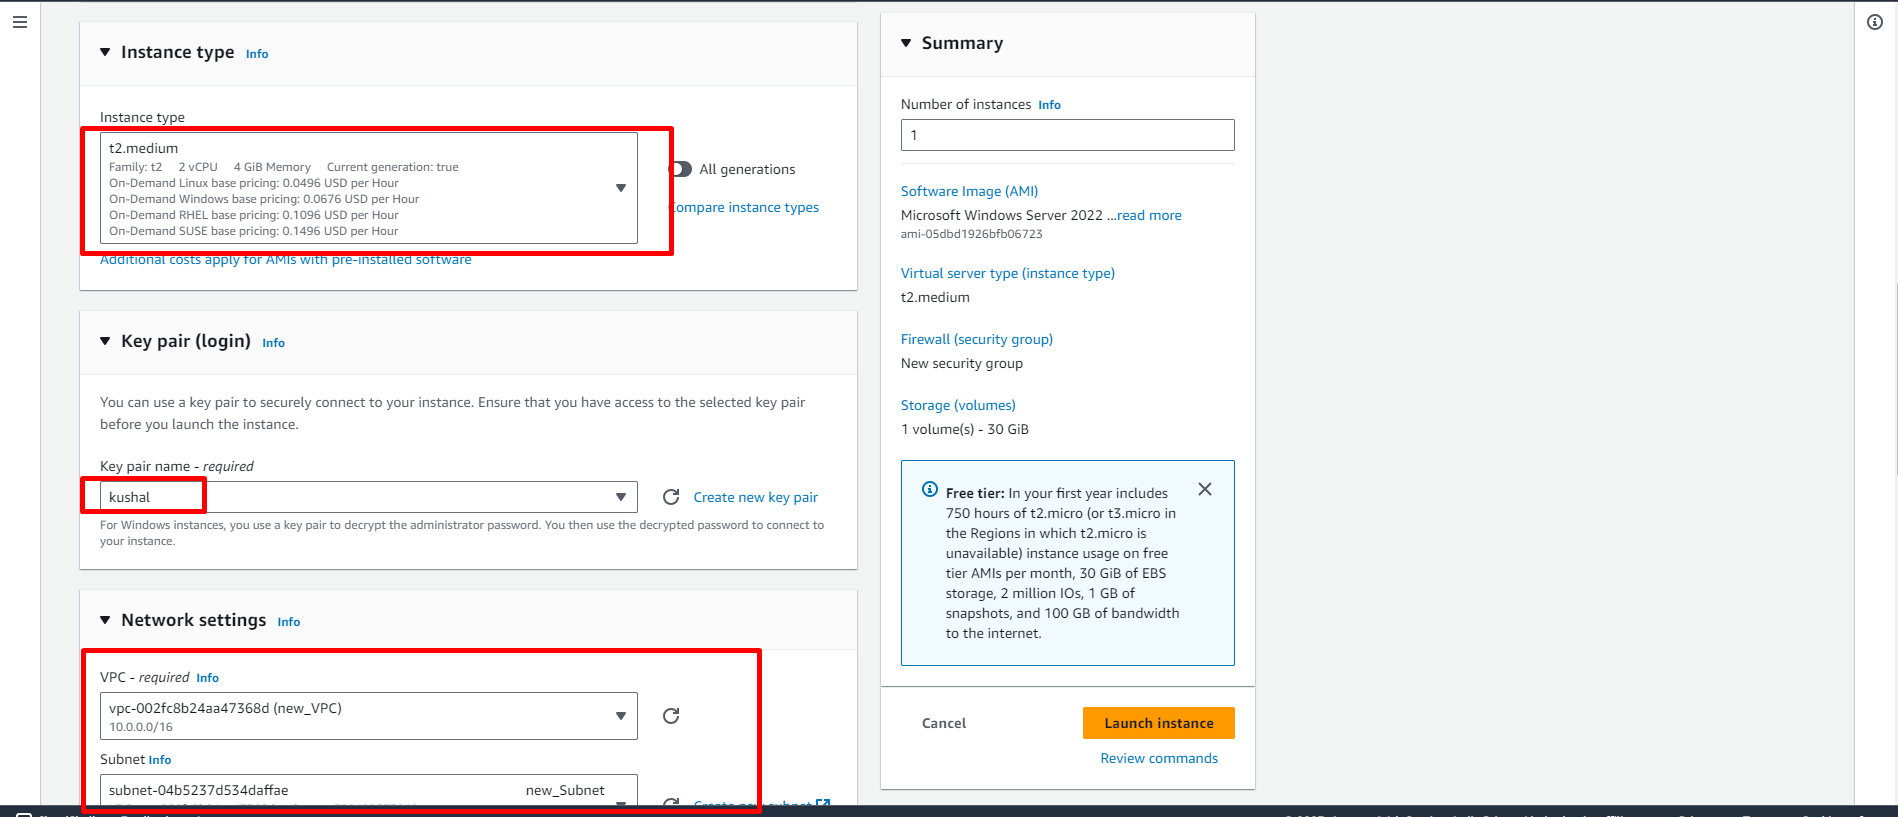 Instance type Info
Instance type
t2.medium
Family: t2 2 vCPU 4 GiB Memory Current generation: true
On-Demand Linux base pricing: 0.0496 USD per Hour
On-Demand Windows base pricing: 0.0676 USD per Hour
On-Demand RHEL base pricing: 0.1096 USD per Hour
On-Demand SUSE base pricing: 0.1496 USD per Hour
All generations
Compare instance types
Additional costs apply for AMIs with pre-installed software
Key pair (login) Info
You can use a key pair to securely connect to your instance. Ensure that you have access to the selected key pair
before you launch the instance.
Key pair name - required
kushal
Create new key pair
For Windows instances, you use a key pair to decrypt the administrator password. You then use the decrypted password to connect to
your instance.
Network settings Info
VPC - required Info
vpc-002fc8b24aa47368d (new_VPC)
10.0.0.0/16
Subnet Info
subnet-04b5237d534daffae new_Subnet
Create new subnet
Summary
Number of instances Info
1
Software Image (AMI)
Microsoft Windows Server 2022 ...read more
ami-05dbd1926bfb06723
Virtual server type (instance type)
t2.medium
Firewall (security group)
New security group
Storage (volumes)
1 volume(s) - 30 GiB
Free tier: In your first year includes
750 hours of t2.micro (or t3.micro in
the Regions in which t2.micro is
unavailable) instance usage on free
tier AMIs per month, 30 GiB of EBS
storage, 2 million IOs, 1 GB of
snapshots, and 100 GB of bandwidth
to the internet.
Cancel
Launch instance
Review commands